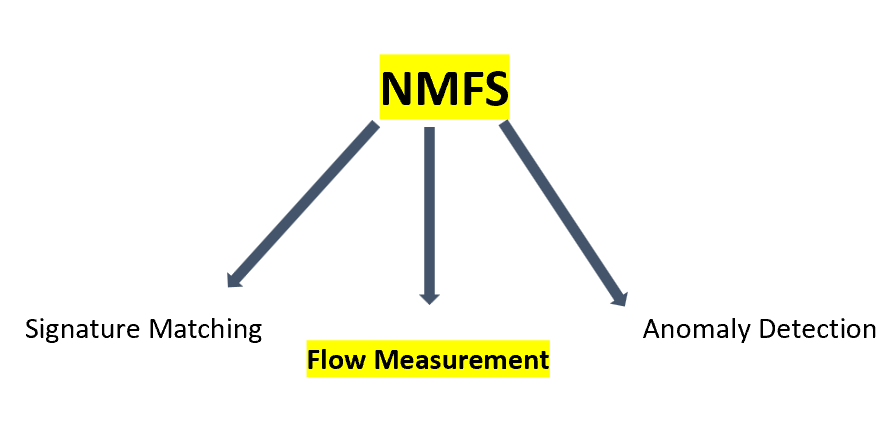 NMFS
Signature Matching
Flow Measurement
Anomaly Detection